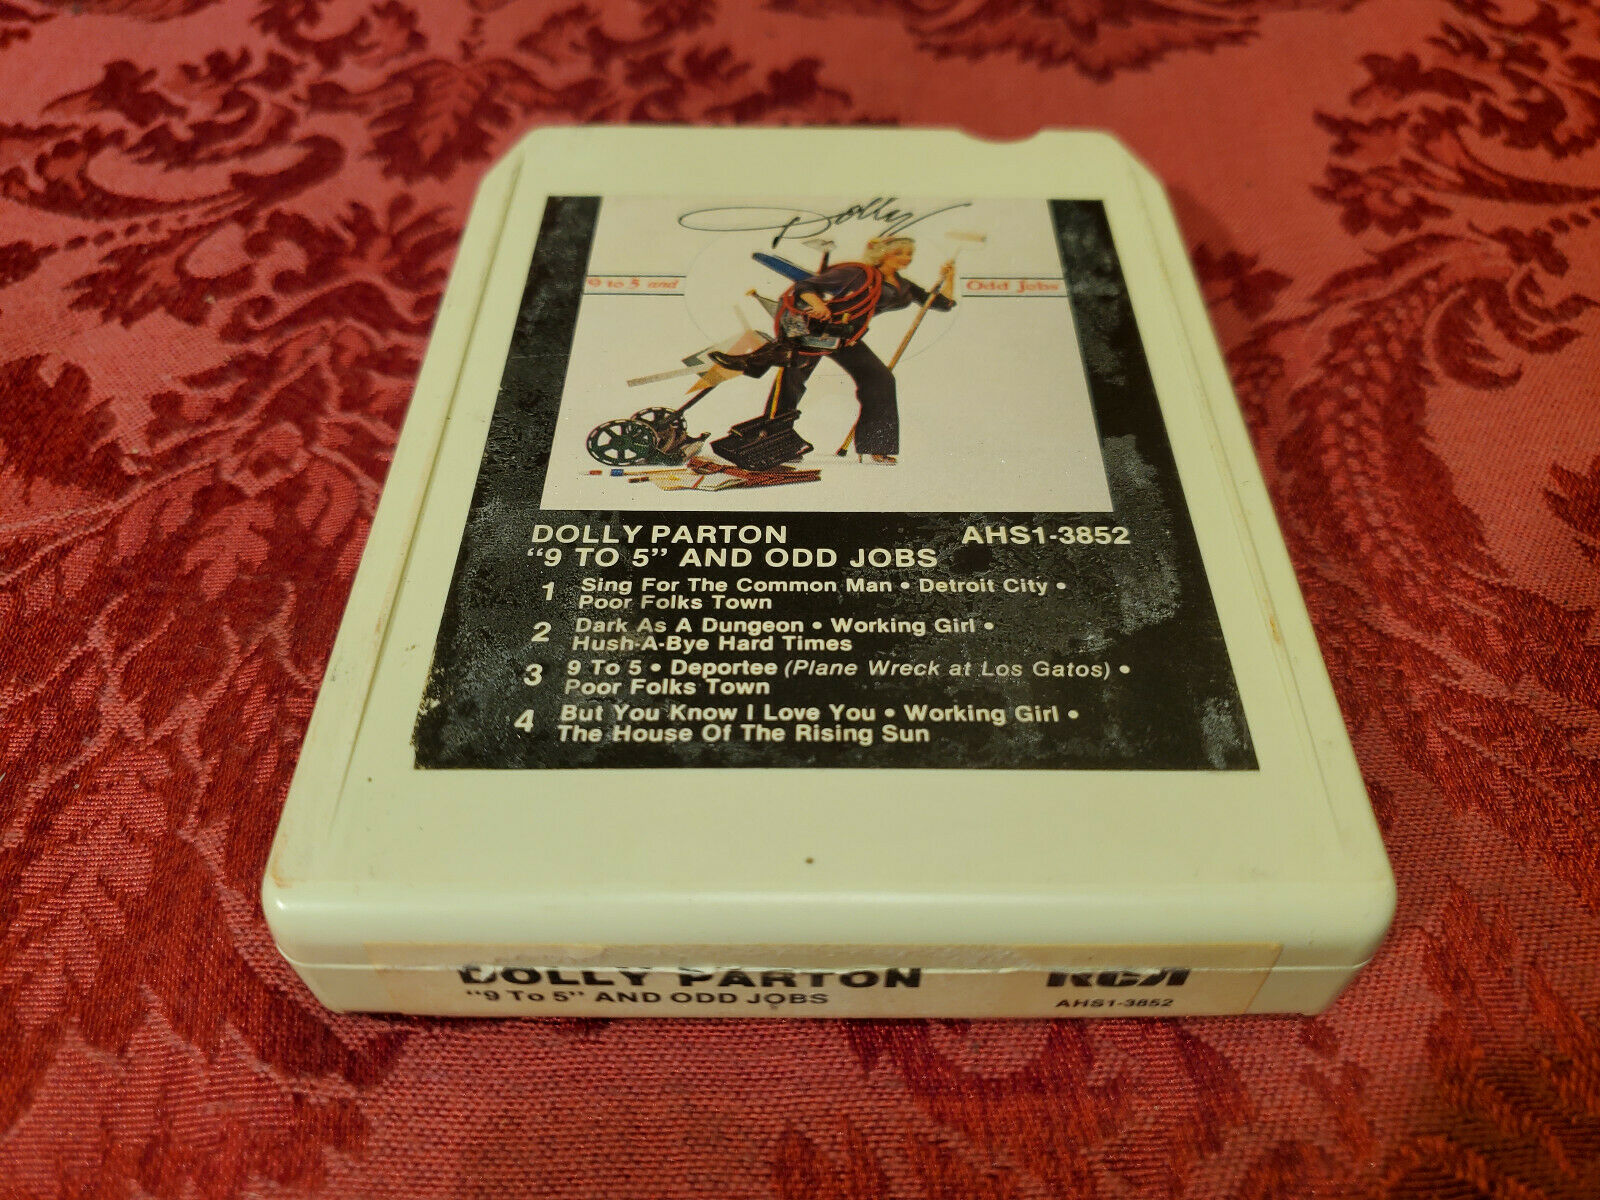 Dolly
9 to 5 and Odd Jobs
DOLLY PARTON AHS1-3852
“9 TO 5” AND ODD JOBS
1 Sing For The Common Man • Detroit City •
Poor Folks Town
2 Dark As A Dungeon • Working Girl •
Hush-A-Bye Hard Times
3 9 To 5 • Deportee (Plane Wreck at Los Gatos) •
Poor Folks Town
4 But You Know I Love You • Working Girl •
The House Of The Rising Sun
DOLLY PARTON RCA
“9 To 5” AND ODD JOBS AHS1-3852